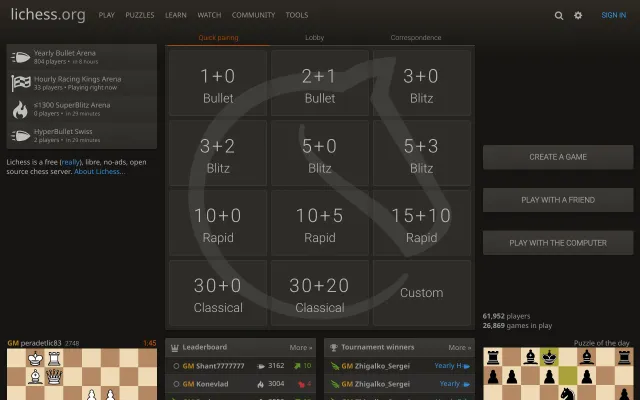 lichess.org
PLAY PUZZLES LEARN WATCH COMMUNITY TOOLS
SIGN IN
Yearly Bullet Arena
804 players • in 6 hours
Hourly Racing Kings Arena
33 players • Playing right now
≤1300 SuperBlitz Arena
0 players • in 29 minutes
HyperBullet Swiss
2 players • in 29 minutes
Lichess is a free (really), libre, no-ads, open
source chess server. About Lichess...
Quick pairing Lobby Correspondence
1+0
Bullet
2+1
Bullet
3+0
Blitz
3+2
Blitz
5+0
Blitz
5+3
Blitz
10+0
Rapid
10+5
Rapid
15+10
Rapid
30+0
Classical
30+20
Classical
Custom
CREATE A GAME
PLAY WITH A FRIEND
PLAY WITH THE COMPUTER
61,952 players
26,869 games in play
GM peradetlic83 2748 1:45
Leaderboard More »
GM Shant7777777 3162 10
GM Konevlad 3004 4
Tournament winners More »
GM Zhigalko_Sergei Yearly H
GM Zhigalko_Sergei Yearly
Puzzle of the day